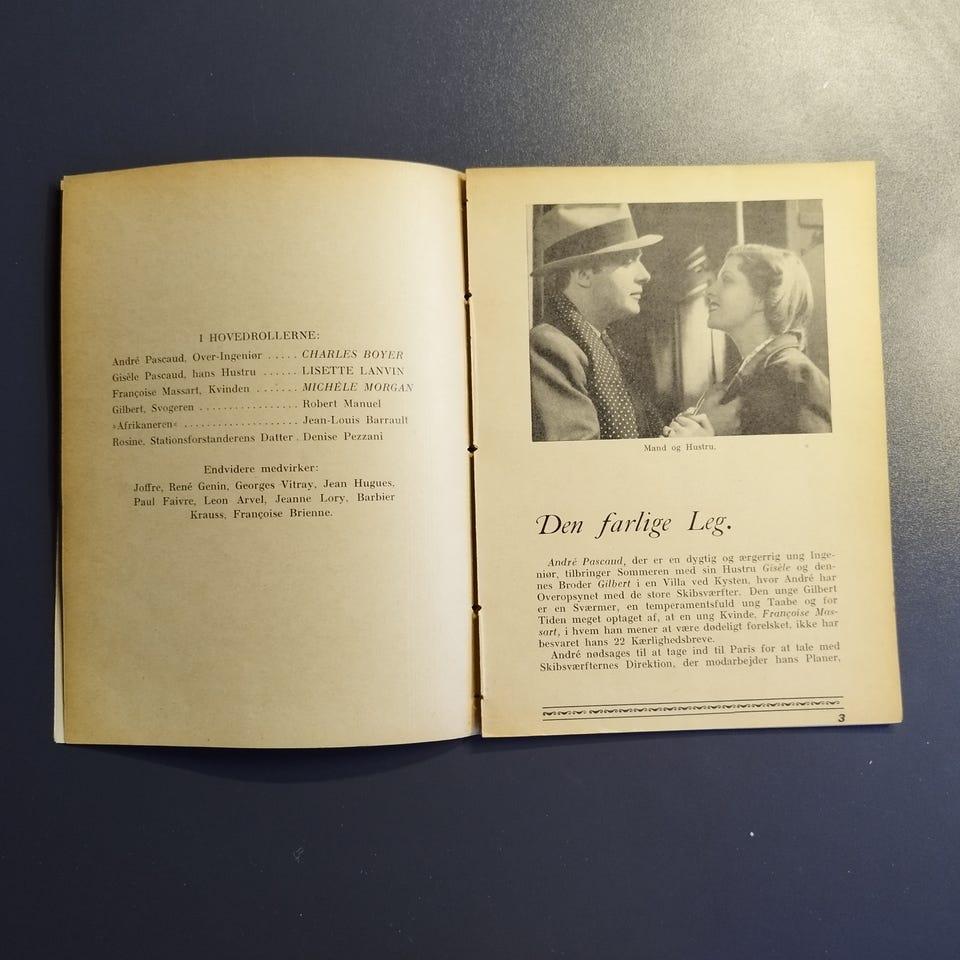 I HOVEDROLLERNE:
André Pascaud, Over-Ingeniør ..... CHARLES BOYER
Gisèle Pascaud, hans Hustru ...... LISETTE LANVIN
Françoise Massart, Kvinden ....... MICHÈLE MORGAN
Gilbert, Svogeren ................. Robert Manuel
»Afrikaneren« .................... Jean-Louis Barrault
Rosine, Stationsforstanderens Datter . Denise Pezzani
Endvidere medvirker:
Joffre, René Genin, Georges Vitray, Jean Hugues,
Paul Faivre, Leon Arvel, Jeanne Lory, Barbier
Krauss, Françoise Brienne.
Mand og Hustru.
Den farlige Leg.
André Pascaud, der er en dygtig og ærgerrig ung Inge-
niør, tilbringer Sommeren med sin Hustru Gisèle og den-
nes Broder Gilbert i en Villa ved Kysten, hvor André har
Overopsynet med de store Skibsværfter. Den unge Gilbert
er en Sværmer, en temperamentsfuld ung Taabe og for
Tiden meget optaget af, at en ung Kvinde, Françoise Mas-
sart, i hvem han mener at være dødeligt forelsket, ikke har
besvaret hans 22 Kærlighedsbreve.
André nødsages til at tage ind til Paris for at tale med
Skibsværfternes Direktion, der modarbejder hans Planer,
3